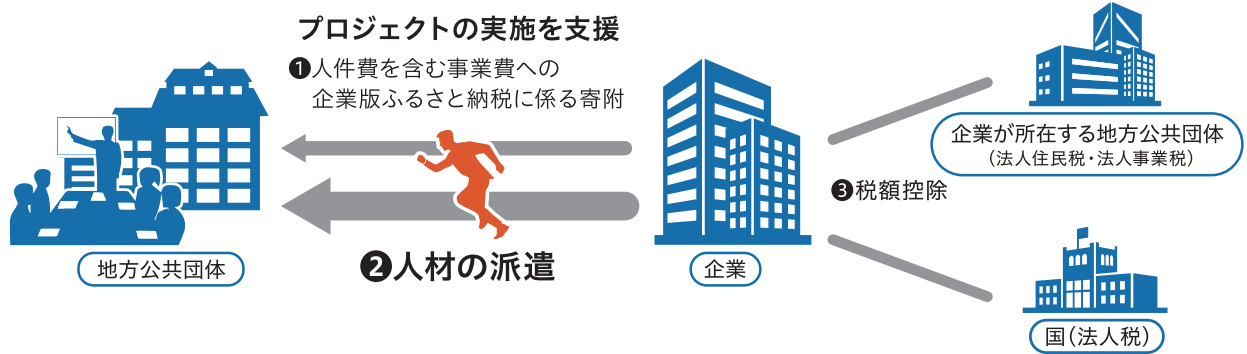 プロジェクトの実施を支援
❶人件費を含む事業費への
企業版ふるさと納税に係る寄附
❷人材の派遣
地方公共団体
企業
❸税額控除
企業が所在する地方公共団体
（法人住民税・法人事業税）
国（法人税）